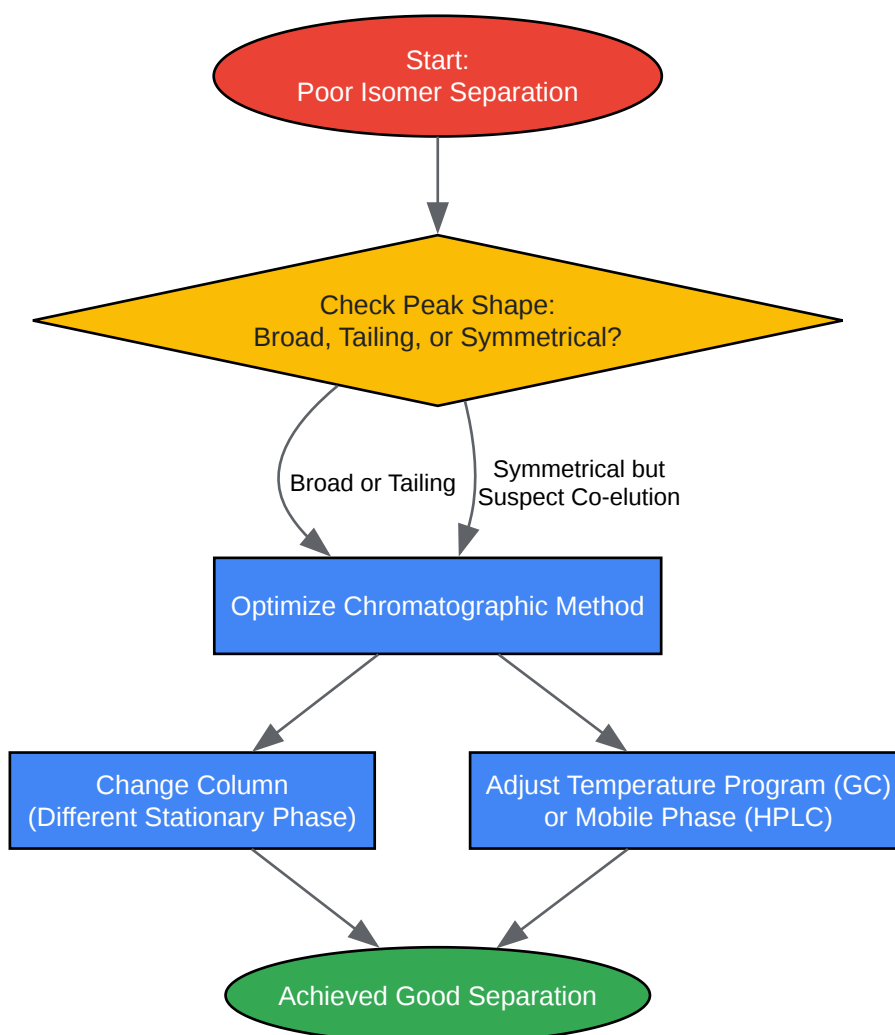 Start:
Poor Isomer Separation
Check Peak Shape:
Broad, Tailing, or Symmetrical?
Broad or Tailing
Symmetrical but
Suspect Co-elution
Optimize Chromatographic Method
Change Column
(Different Stationary Phase)
Adjust Temperature Program (GC)
or Mobile Phase (HPLC)
Achieved Good Separation